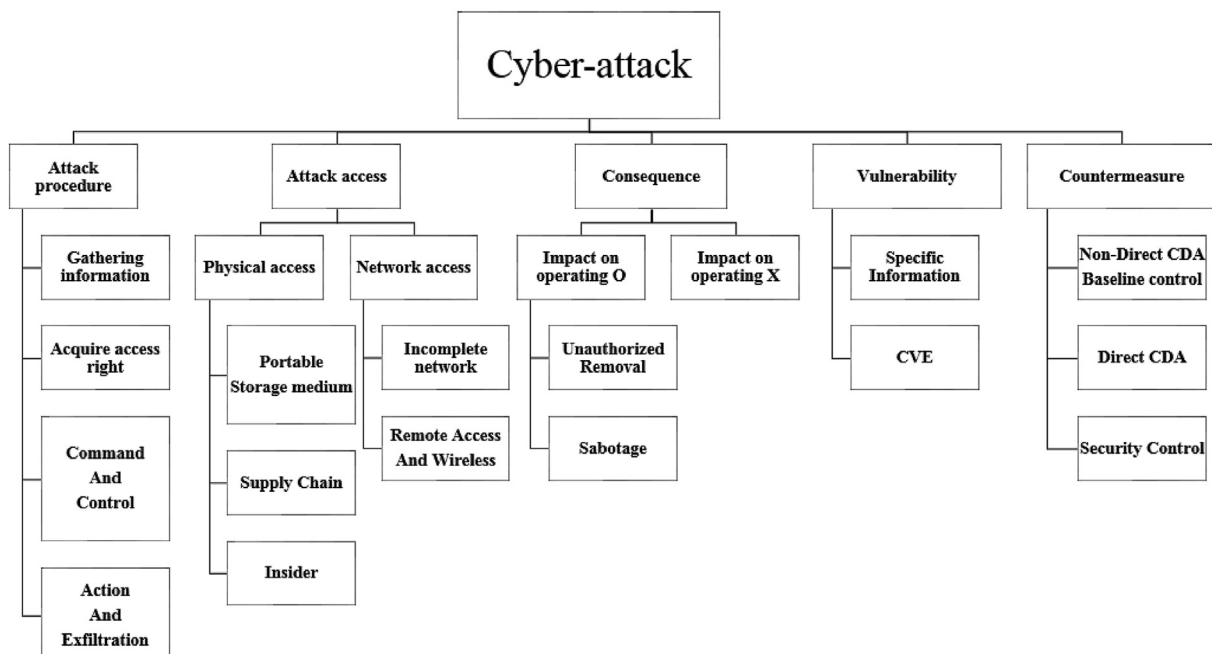 Cyber-attack
Attack
procedure
Attack access
Consequence
Vulnerability
Countermeasure
Gathering
information
Physical access
Network access
Impact on
operating O
Impact on
operating X
Specific
Information
Non-Direct CDA
Baseline control
Acquire access
right
Portable
Storage medium
Incomplete
network
Unauthorized
Removal
CVE
Direct CDA
Command
And
Control
Supply Chain
Remote Access
And Wireless
Sabotage
Security Control
Insider
Action
And
Exfiltration